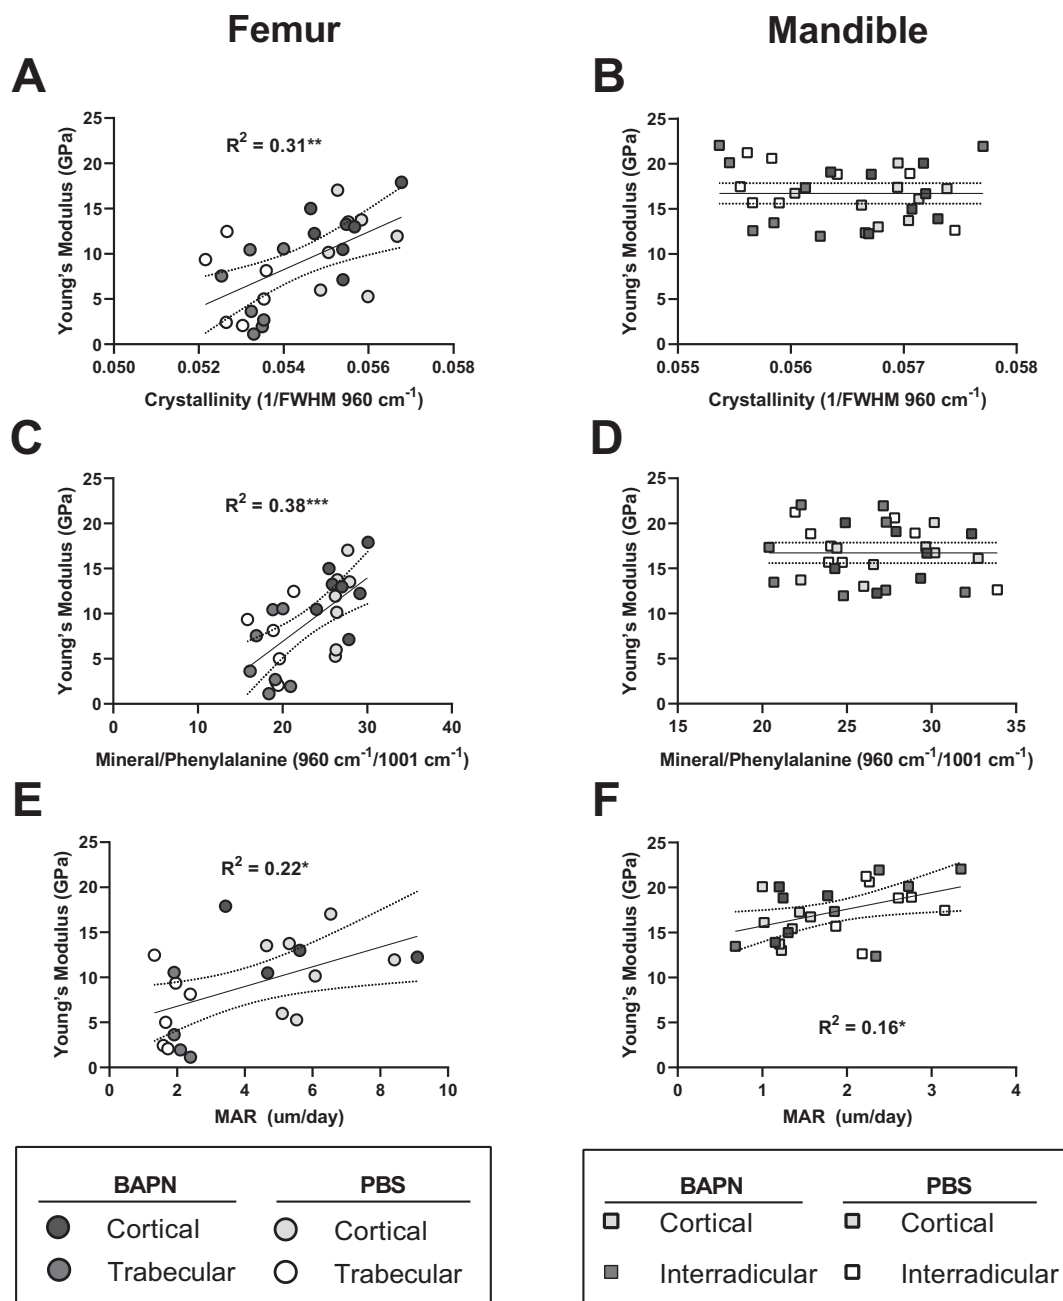 Femur
Mandible
A
25
20
15
10
5
0
Young's Modulus (GPa)
R² = 0.31**
0.050 0.052 0.054 0.056 0.058
Crystallinity (1/FWHM 960 cm⁻¹)
B
25
20
15
10
5
0
Young's Modulus (GPa)
0.055 0.056 0.057 0.058
Crystallinity (1/FWHM 960 cm⁻¹)
C
25
20
15
10
5
0
Young's Modulus (GPa)
R² = 0.38***
0 10 20 30 40
Mineral/Phenylalanine (960 cm⁻¹/1001 cm⁻¹)
D
25
20
15
10
5
0
Young's Modulus (GPa)
15 20 25 30 35
Mineral/Phenylalanine (960 cm⁻¹/1001 cm⁻¹)
E
25
20
15
10
5
0
Young's Modulus (GPa)
R² = 0.22*
0 2 4 6 8 10
MAR (um/day)
F
25
20
15
10
5
0
Young's Modulus (GPa)
R² = 0.16*
0 1 2 3 4
MAR (um/day)
BAPN PBS
Cortical Cortical
Trabecular Trabecular
BAPN PBS
Cortical Cortical
Interradicular Interradicular